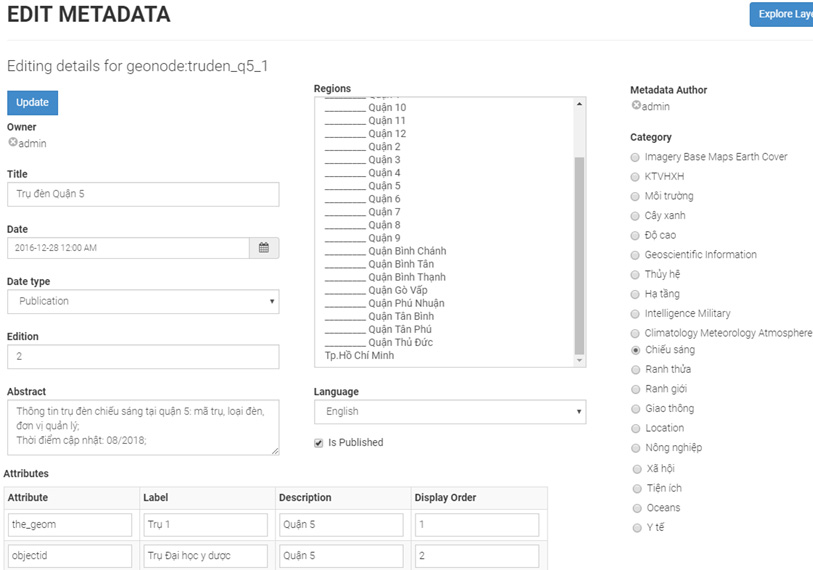 EDIT METADATA
Explore Laye
Editing details for geonode:truden_q5_1
Update
Owner
admin
Title
Trụ đèn Quận 5
Date
2016-12-28 12:00 AM
Date type
Publication
Edition
2
Abstract
Thông tin trụ đèn chiếu sáng tại quận 5: mã trụ, loại đèn,
đơn vị quản lý;
Thời điểm cập nhật: 08/2018;
Regions
________ Quận 10
________ Quận 11
________ Quận 12
________ Quận 2
________ Quận 3
________ Quận 4
________ Quận 5
________ Quận 6
________ Quận 7
________ Quận 8
________ Quận 9
________ Quận Bình Chánh
________ Quận Bình Tân
________ Quận Bình Thạnh
________ Quận Gò Vấp
________ Quận Phú Nhuận
________ Quận Tân Bình
________ Quận Tân Phú
________ Quận Thủ Đức
Tp.Hồ Chí Minh
Language
English
Is Published
Metadata Author
admin
Category
Imagery Base Maps Earth Cover
KTVHXH
Môi trường
Cây xanh
Độ cao
Geoscientific Information
Thủy hệ
Hạ tầng
Intelligence Military
Climatology Meteorology Atmosphere
Chiếu sáng
Ranh thửa
Ranh giới
Giao thông
Location
Nông nghiệp
Xã hội
Tiện ích
Oceans
Y tế
Attributes
Attribute Label Description Display Order
the_geom Trụ 1 Quận 5 1
objectid Trụ Đại học y dược Quận 5 2